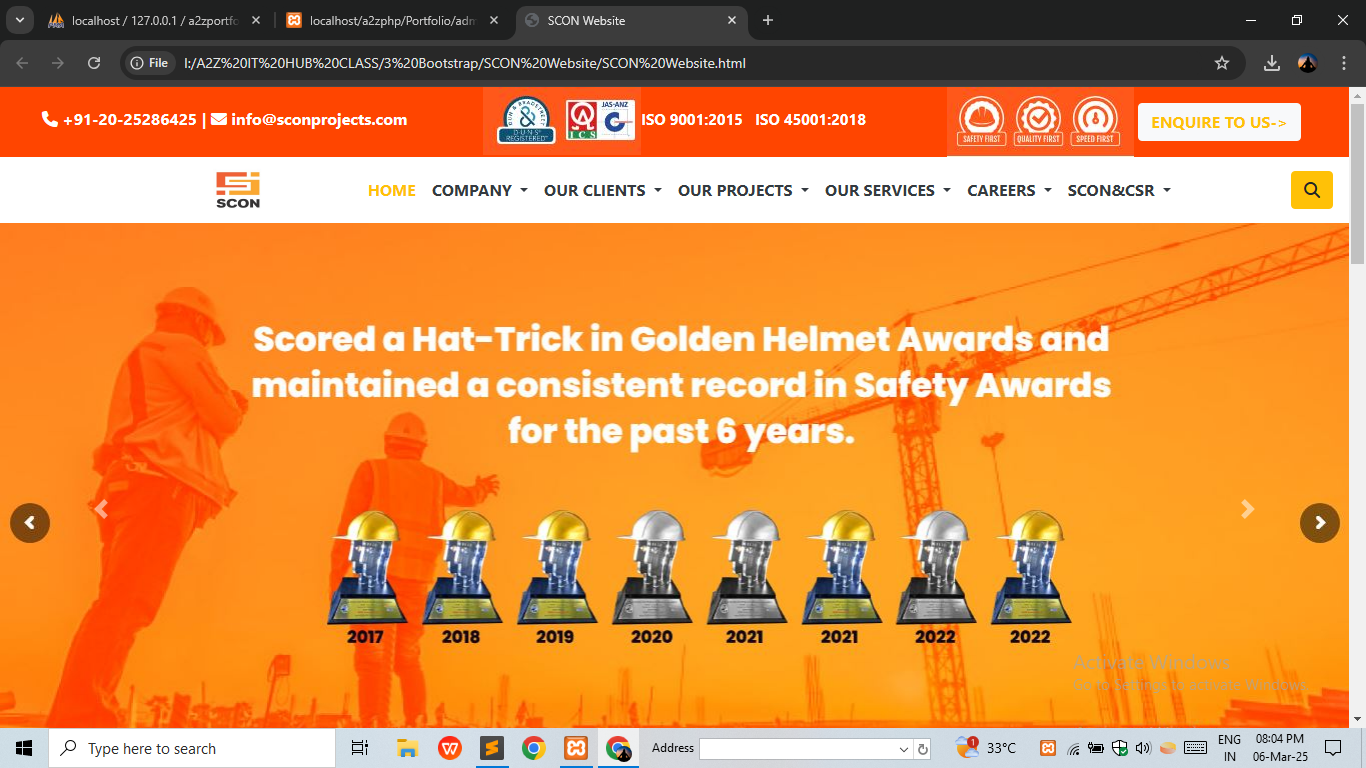 localhost / 127.0.0.1 / a2zportfo
localhost/a2zphp/Portfolio/adm
SCON Website
File
I:/A2Z%20IT%20HUB%20CLASS/3%20Bootstrap/SCON%20Website/SCON%20Website.html
+91-20-25286425 | info@sconprojects.com
DUN & BRADSTREET
D-U-N-S®
REGISTERED™
ICS
JAS-ANZ
ISO 9001:2015 ISO 45001:2018
SAFETY FIRST
QUALITY FIRST
SPEED FIRST
ENQUIRE TO US->
SCON
HOME
COMPANY
OUR CLIENTS
OUR PROJECTS
OUR SERVICES
CAREERS
SCON&CSR
Scored a Hat-Trick in Golden Helmet Awards and
maintained a consistent record in Safety Awards
for the past 6 years.
2017 2018 2019 2020 2021 2021 2022 2022
Activate Windows
Go to Settings to activate Windows.
Type here to search
Address
1
33°C
ENG
IN
08:04 PM
06-Mar-25